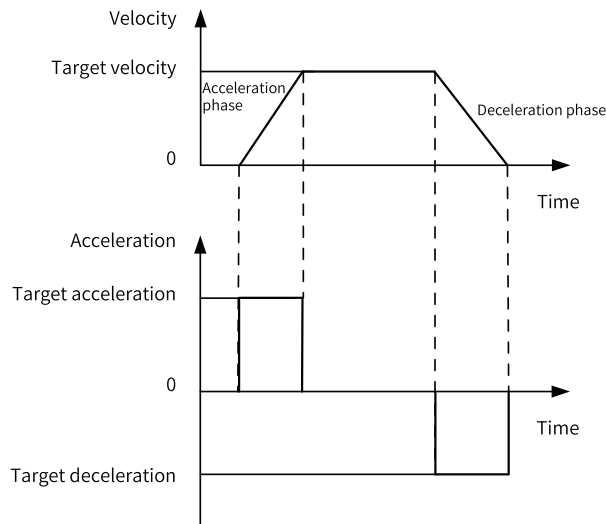 Velocity
Target velocity
Acceleration
phase
Deceleration phase
0
Time
Acceleration
Target acceleration
0
Time
Target deceleration